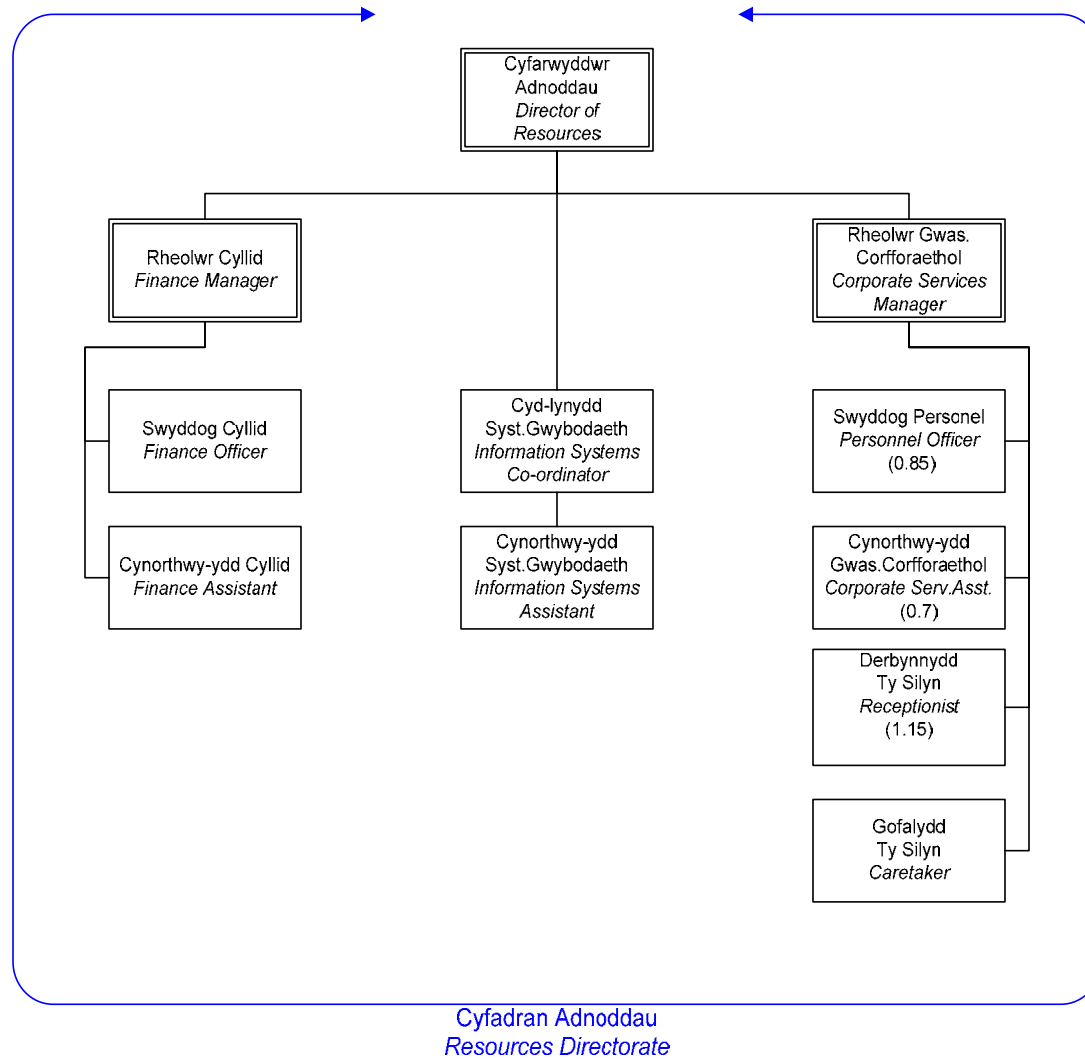 Cyfarwyddwr
Adnoddau
Director of
Resources
Rheolwr Cyllid
Finance Manager
Rheolwr Gwas.
Corfforaethol
Corporate Services
Manager
Swyddog Cyllid
Finance Officer
Cyd-lynydd
Syst.Gwybodaeth
Information Systems
Co-ordinator
Swyddog Personel
Personnel Officer
(0.85)
Cynorthwy-ydd Cyllid
Finance Assistant
Cynorthwy-ydd
Syst.Gwybodaeth
Information Systems
Assistant
Cynorthwy-ydd
Gwas.Corfforaethol
Corporate Serv.Asst.
(0.7)
Derbynnydd
Ty Silyn
Receptionist
(1.15)
Gofalydd
Ty Silyn
Caretaker
Cyfadran Adnoddau
Resources Directorate